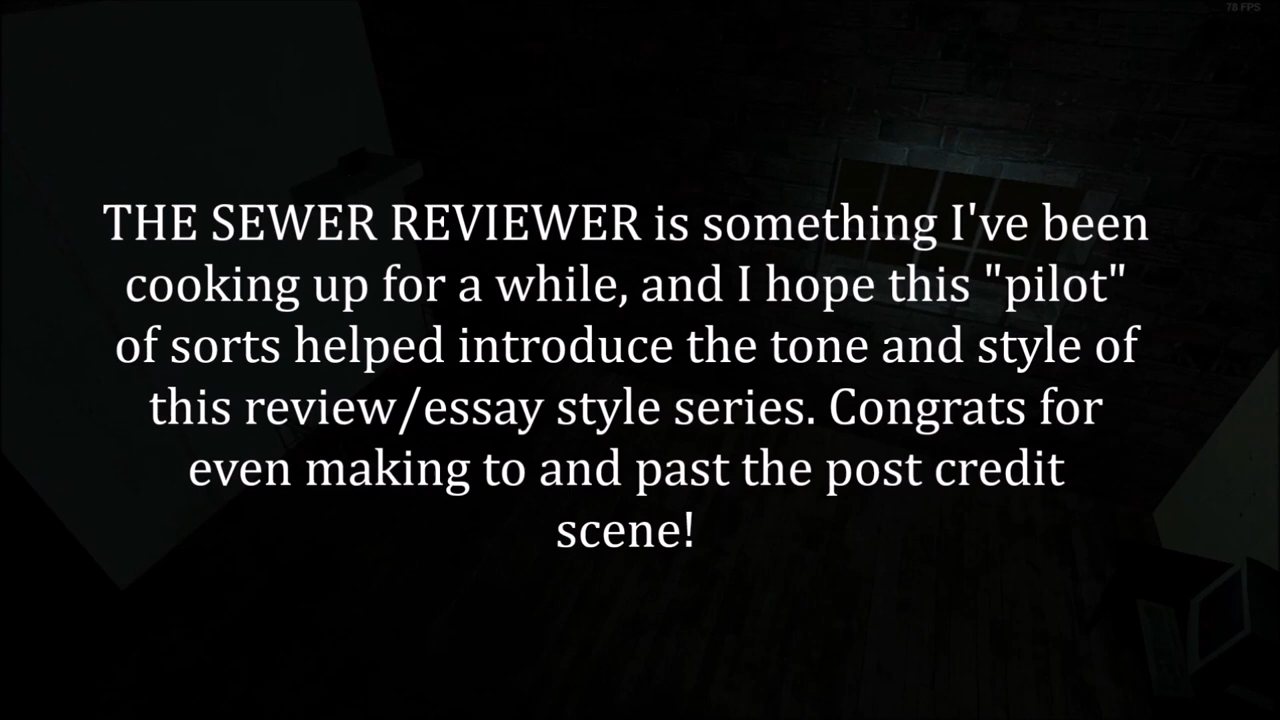 78 FPS
THE SEWER REVIEWER is something I've been
cooking up for a while, and I hope this "pilot"
of sorts helped introduce the tone and style of
this review/essay style series. Congrats for
even making to and past the post credit
scene!